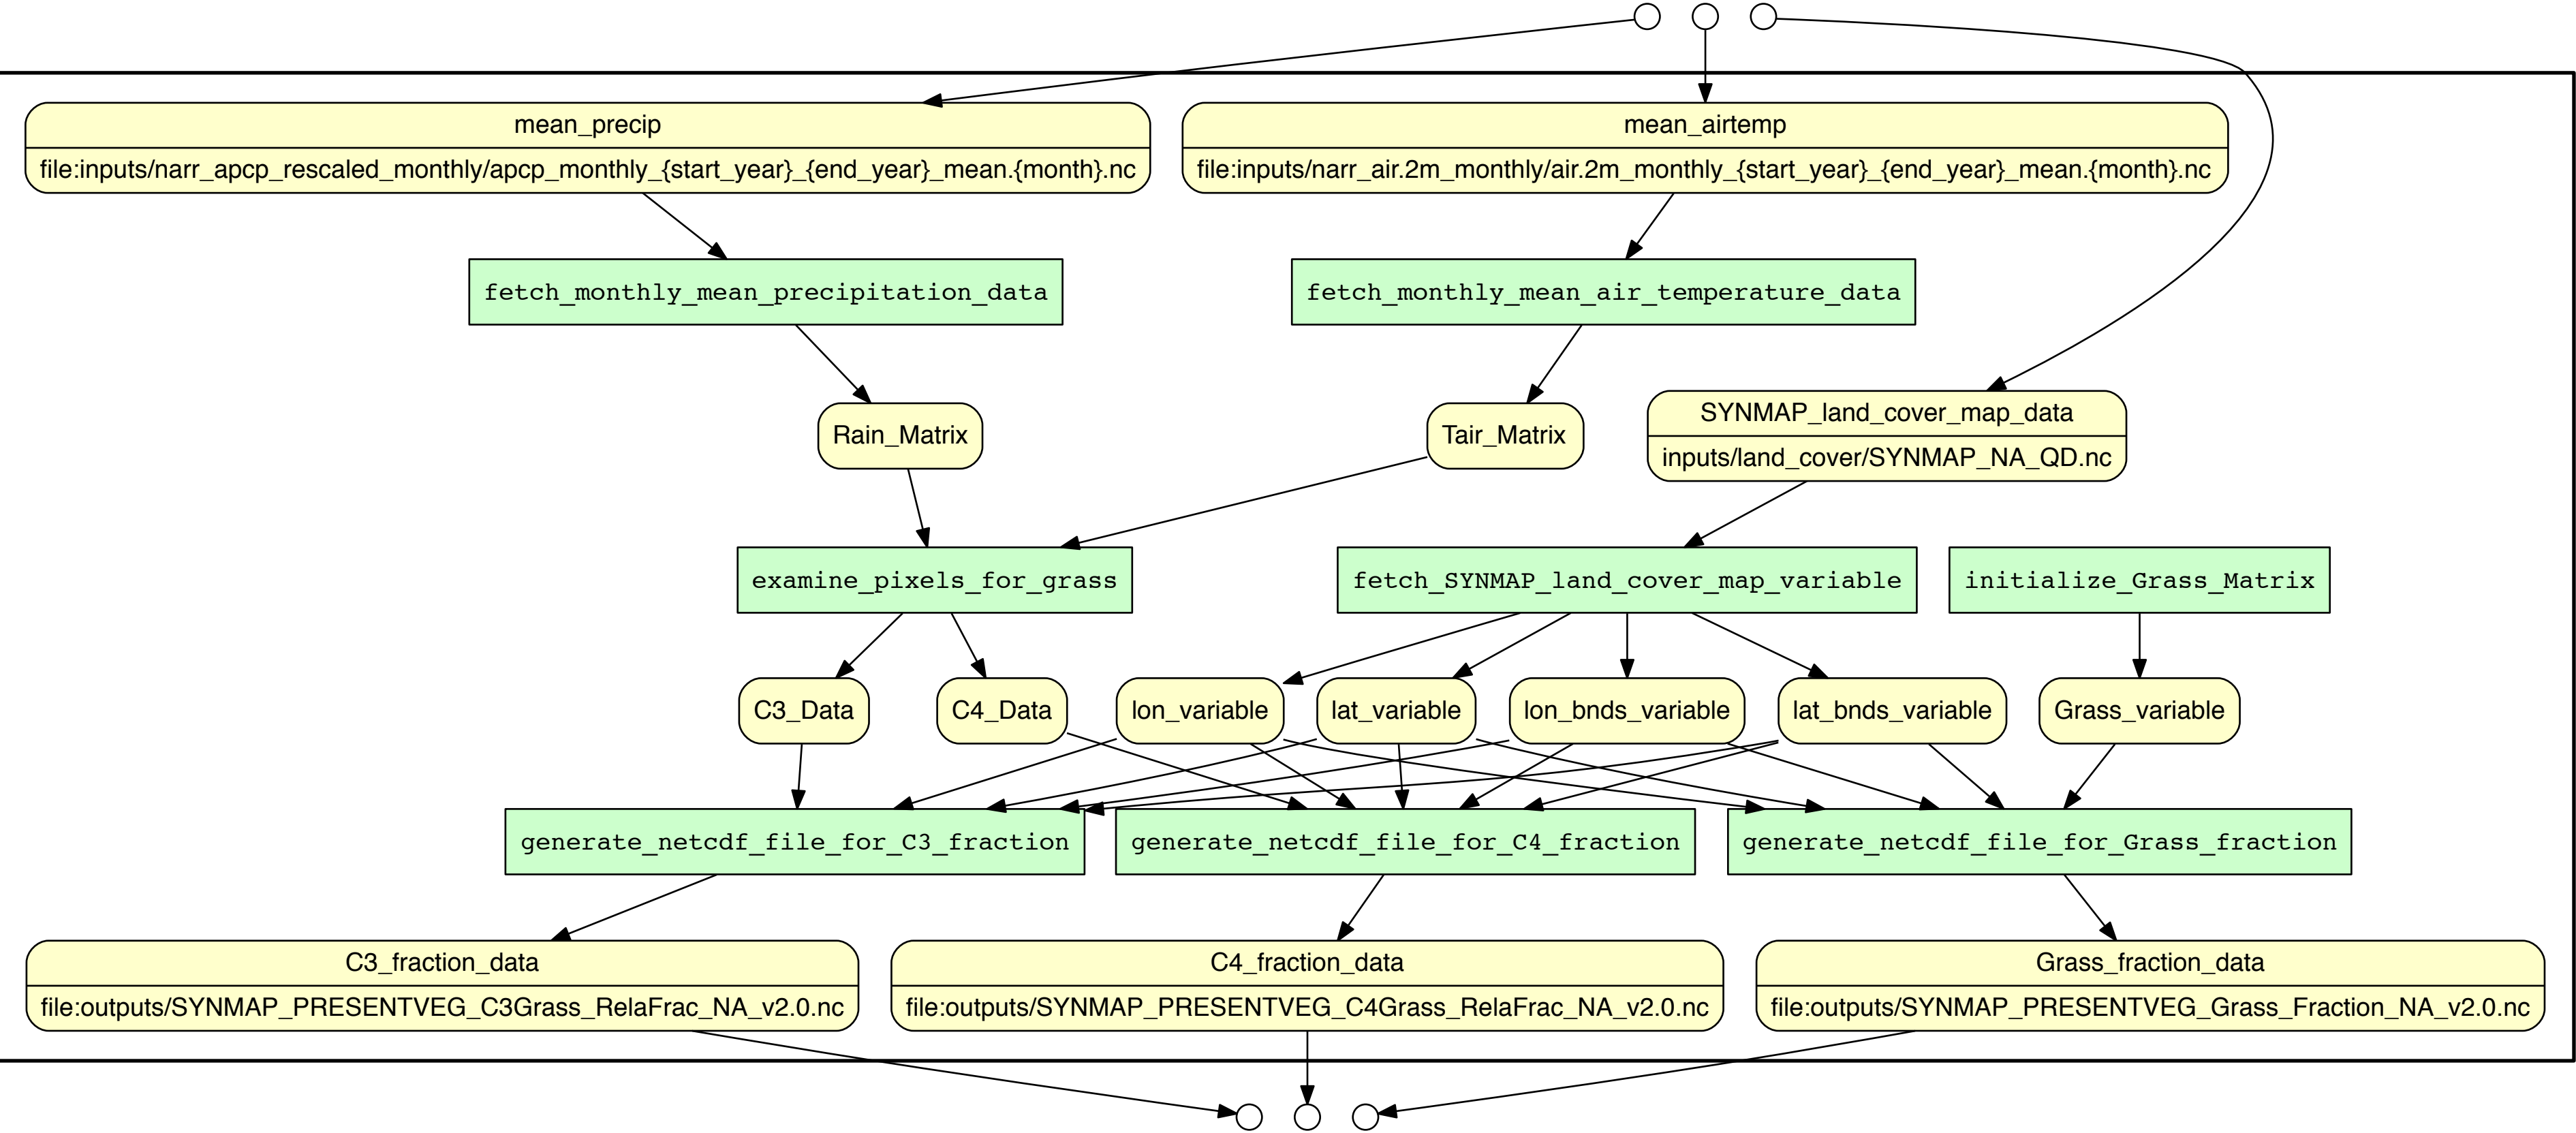 mean_precip
file:inputs/narr_apcp_rescaled_monthly/apcp_monthly_{start_year}_{end_year}_mean.{month}.nc
mean_airtemp
file:inputs/narr_air.2m_monthly/air.2m_monthly_{start_year}_{end_year}_mean.{month}.nc
fetch_monthly_mean_precipitation_data
fetch_monthly_mean_air_temperature_data
Rain_Matrix
Tair_Matrix
SYNMAP_land_cover_map_data
inputs/land_cover/SYNMAP_NA_QD.nc
examine_pixels_for_grass
fetch_SYNMAP_land_cover_map_variable
initialize_Grass_Matrix
C3_Data
C4_Data
lon_variable
lat_variable
lon_bnds_variable
lat_bnds_variable
Grass_variable
generate_netcdf_file_for_C3_fraction
generate_netcdf_file_for_C4_fraction
generate_netcdf_file_for_Grass_fraction
C3_fraction_data
file:outputs/SYNMAP_PRESENTVEG_C3Grass_RelaFrac_NA_v2.0.nc
C4_fraction_data
file:outputs/SYNMAP_PRESENTVEG_C4Grass_RelaFrac_NA_v2.0.nc
Grass_fraction_data
file:outputs/SYNMAP_PRESENTVEG_Grass_Fraction_NA_v2.0.nc